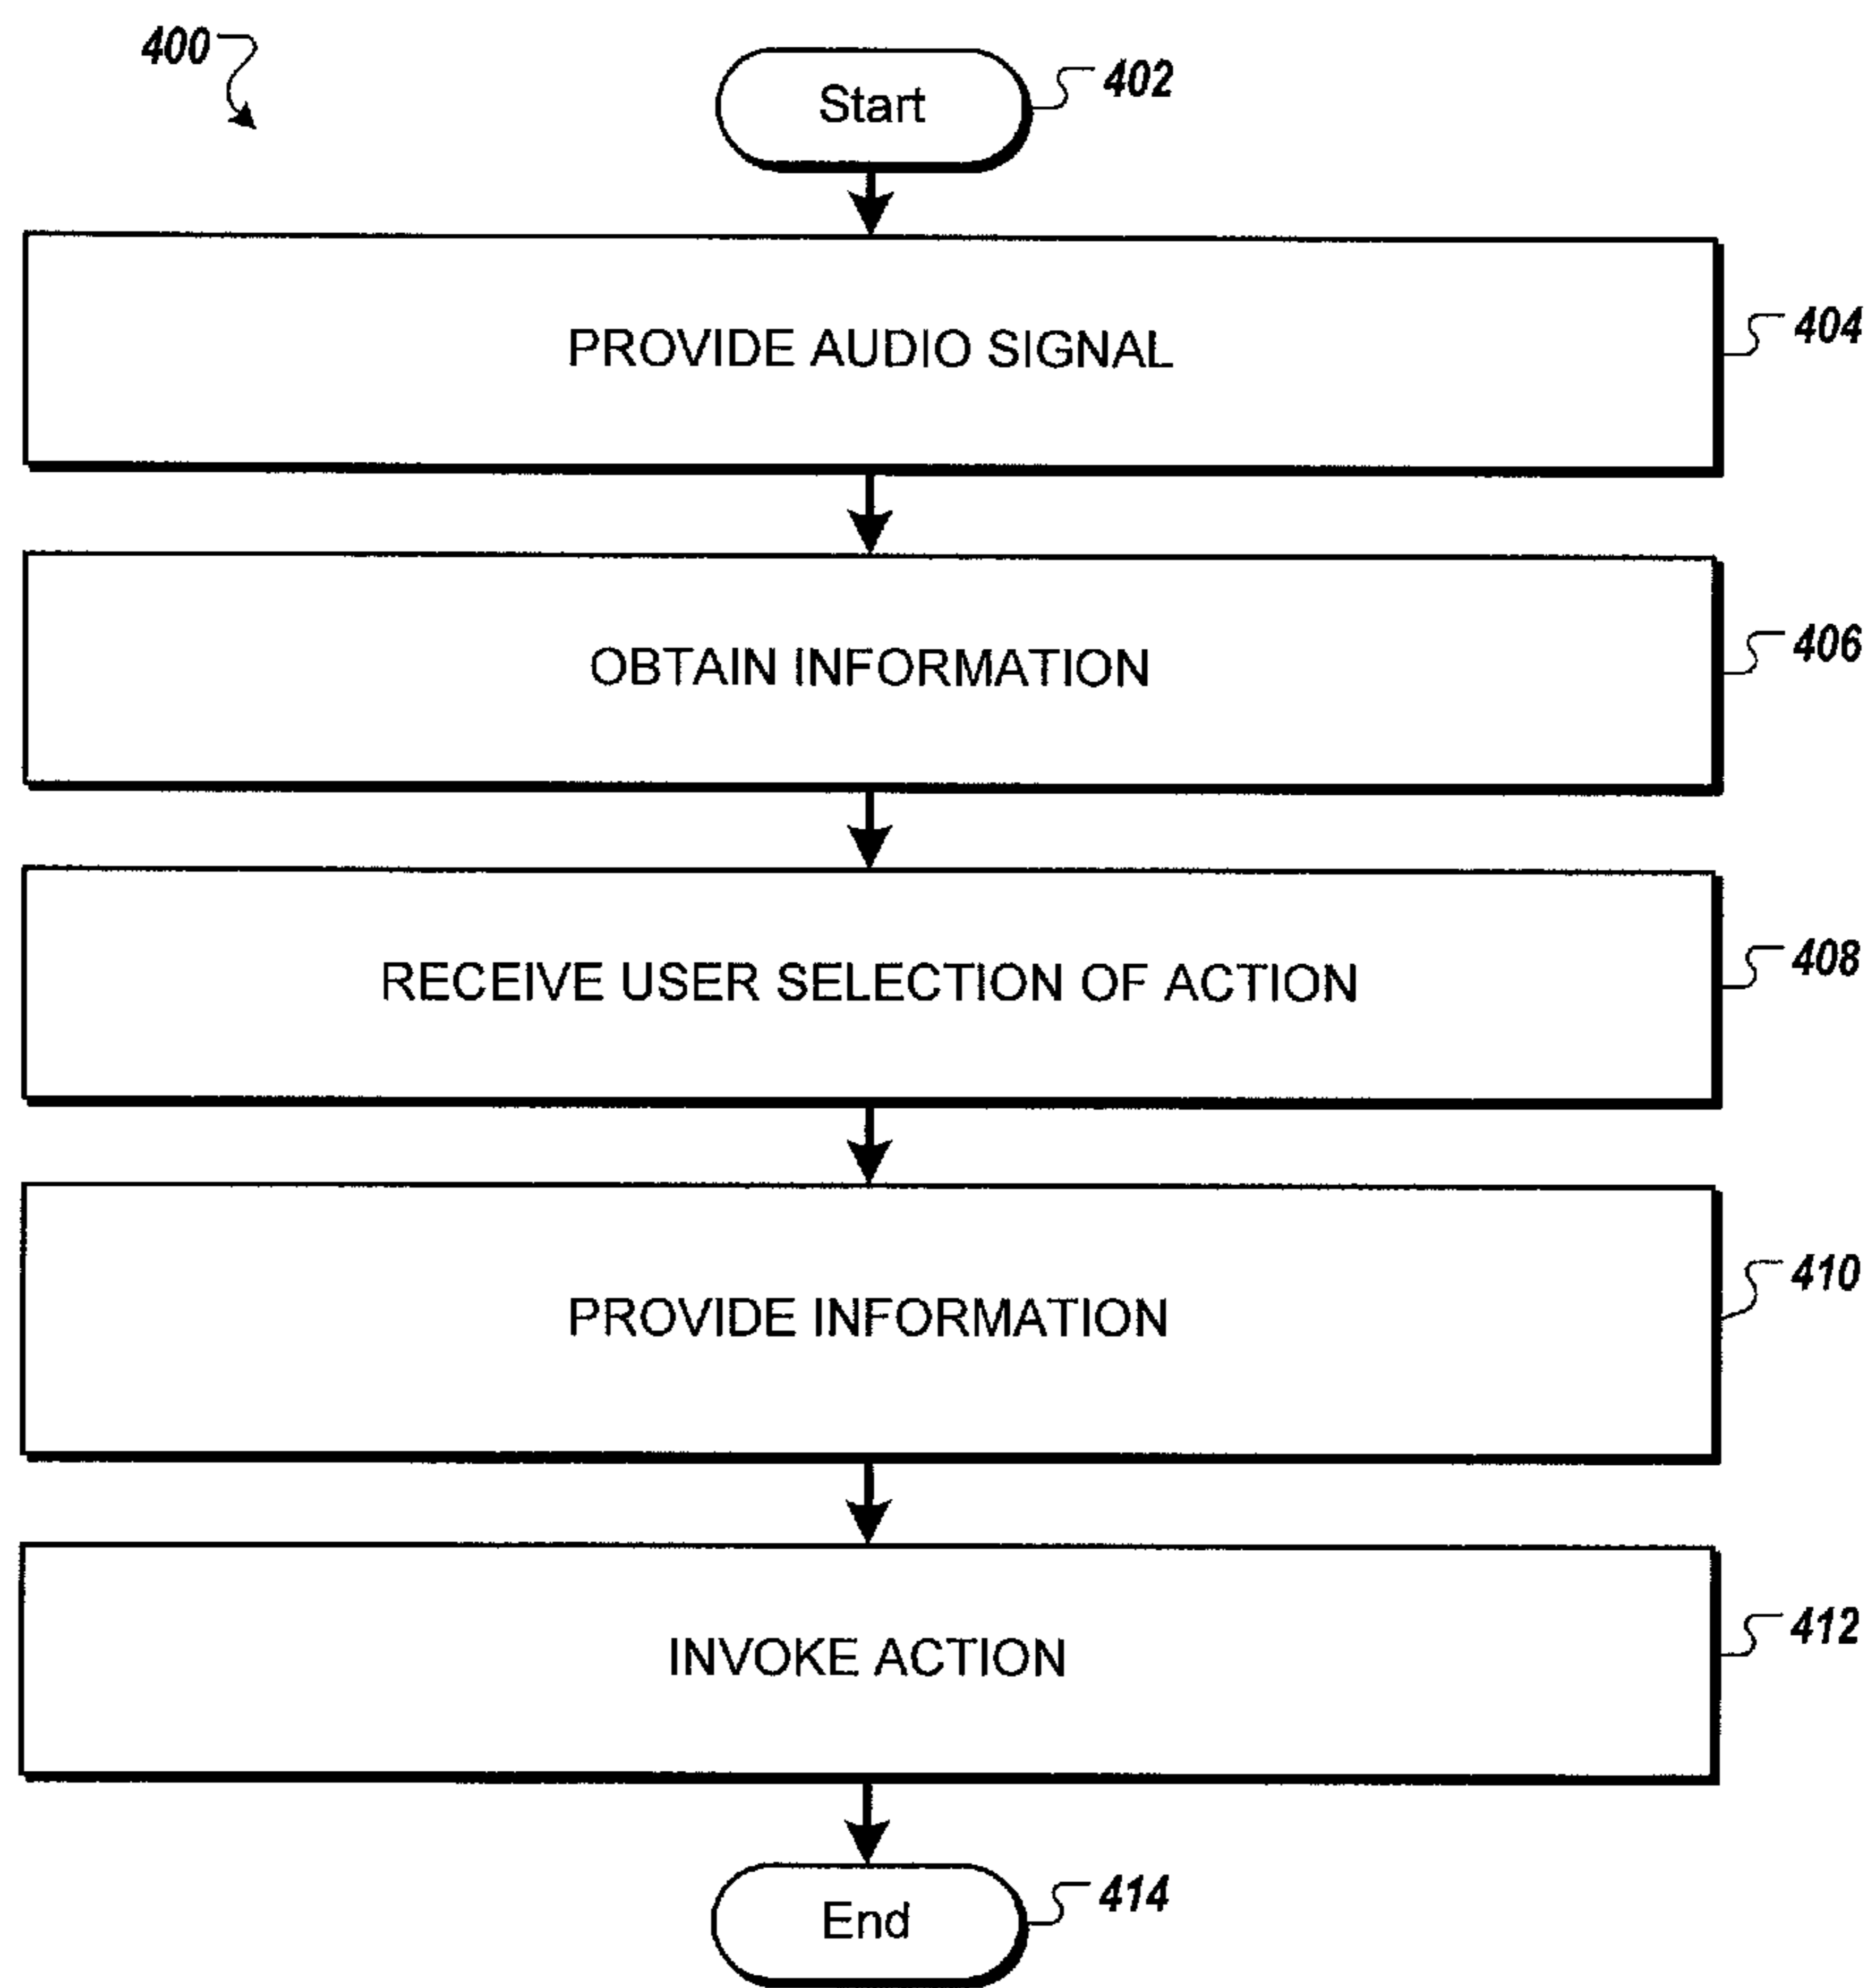 400
Start
402
PROVIDE AUDIO SIGNAL
404
OBTAIN INFORMATION
406
RECEIVE USER SELECTION OF ACTION
408
PROVIDE INFORMATION
410
INVOKE ACTION
412
End
414